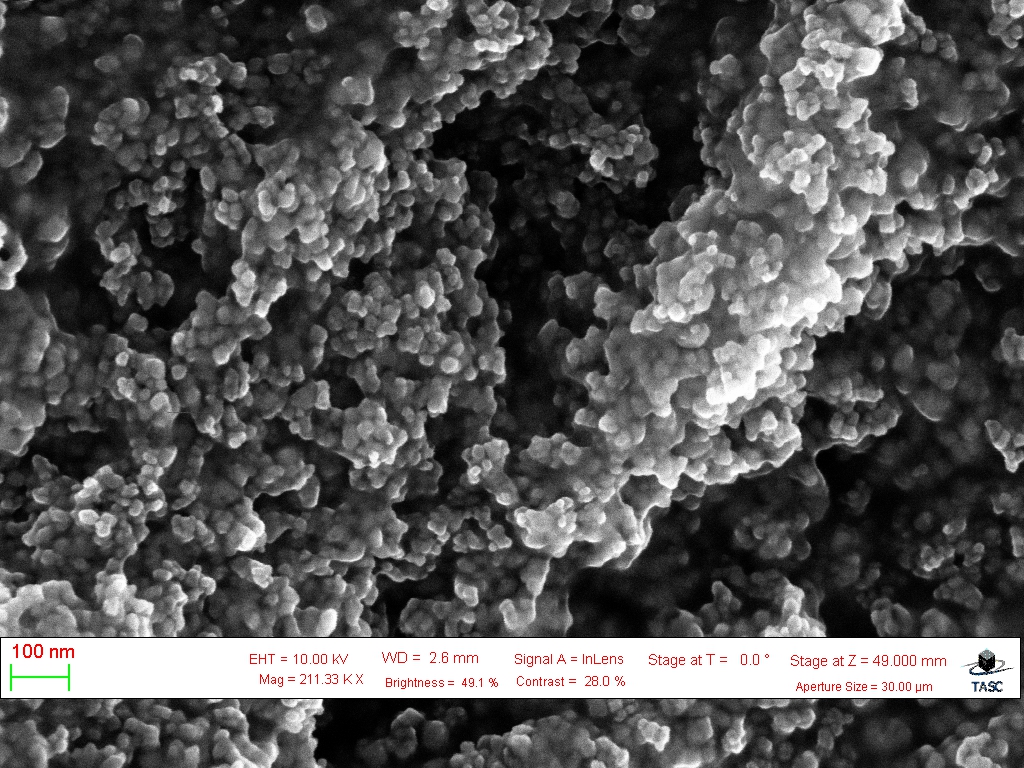 100 nm
EHT = 10.00 kV
WD = 2.6 mm
Signal A = InLens
Stage at T = 0.0 °
Stage at Z = 49.000 mm
Mag = 211.33 K X
Brightness = 49.1 %
Contrast = 28.0 %
Aperture Size = 30.00 µm
TASC